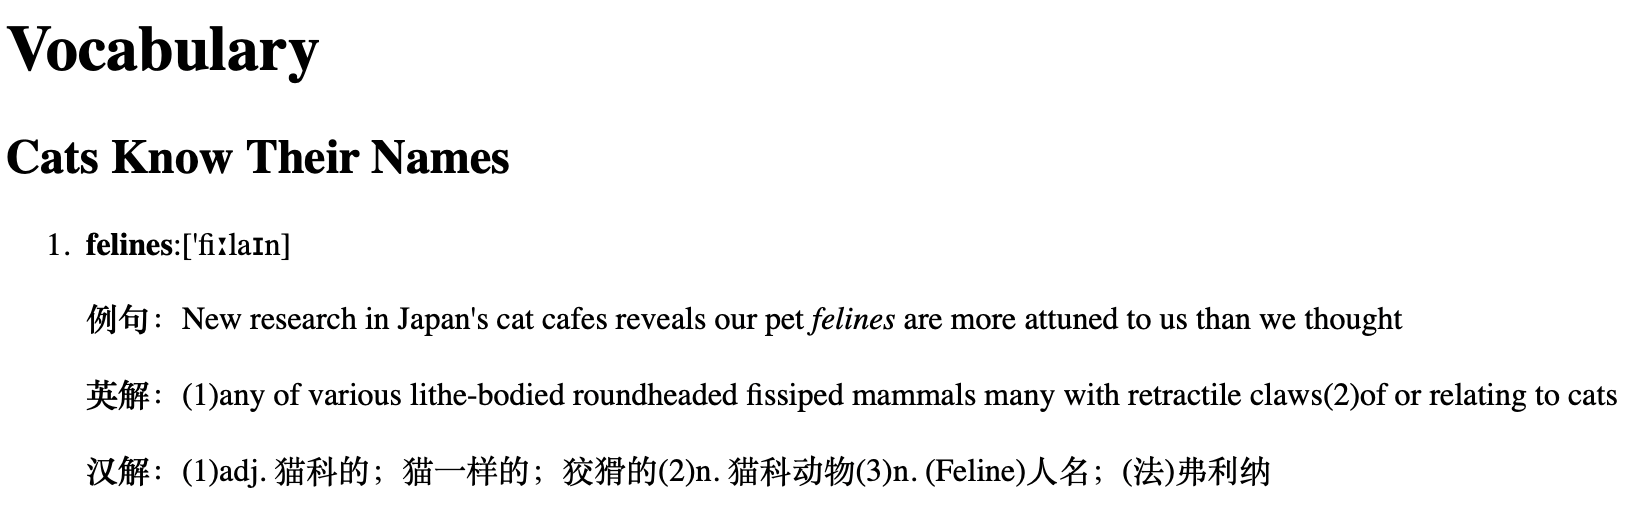 Vocabulary
Cats Know Their Names
1. felines:['fiːlaɪn]
例句：New research in Japan's cat cafes reveals our pet felines are more attuned to us than we thought
英解：(1)any of various lithe-bodied roundheaded fissiped mammals many with retractile claws(2)of or relating to cats
汉解：(1)adj. 猫科的；猫一样的；狡猾的(2)n. 猫科动物(3)n. (Feline)人名；(法)弗利纳